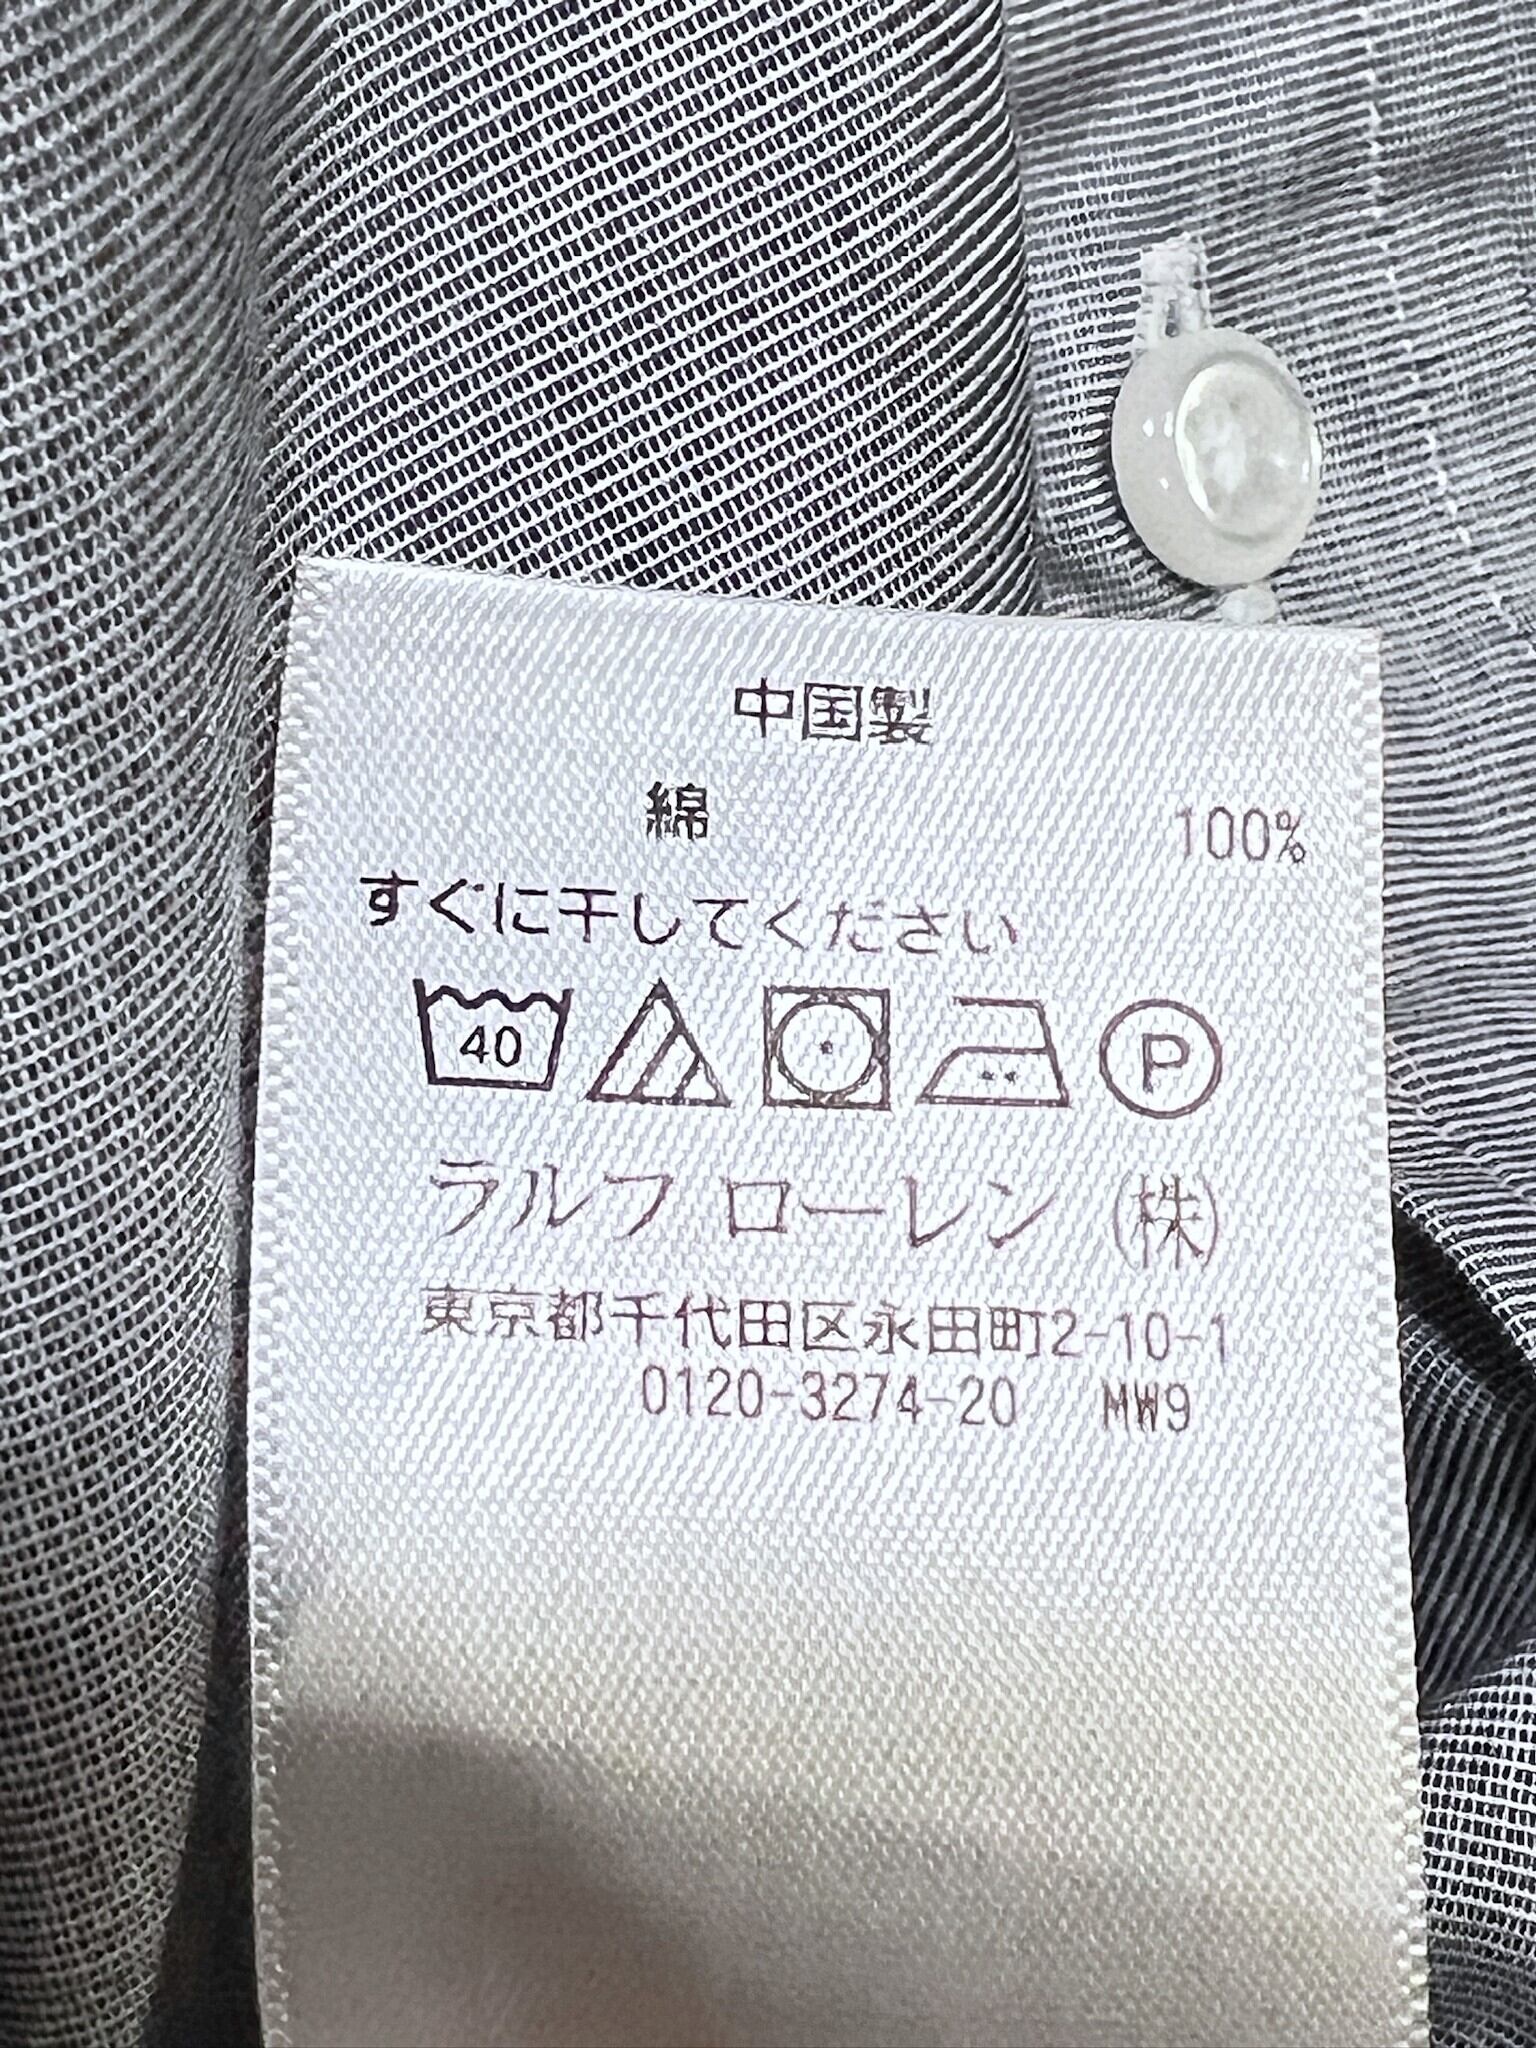 中国製
綿 100%
すぐに干してください
40 P
ラルフ ローレン (株)
東京都千代田区永田町2-10-1
0120-3274-20 MW9